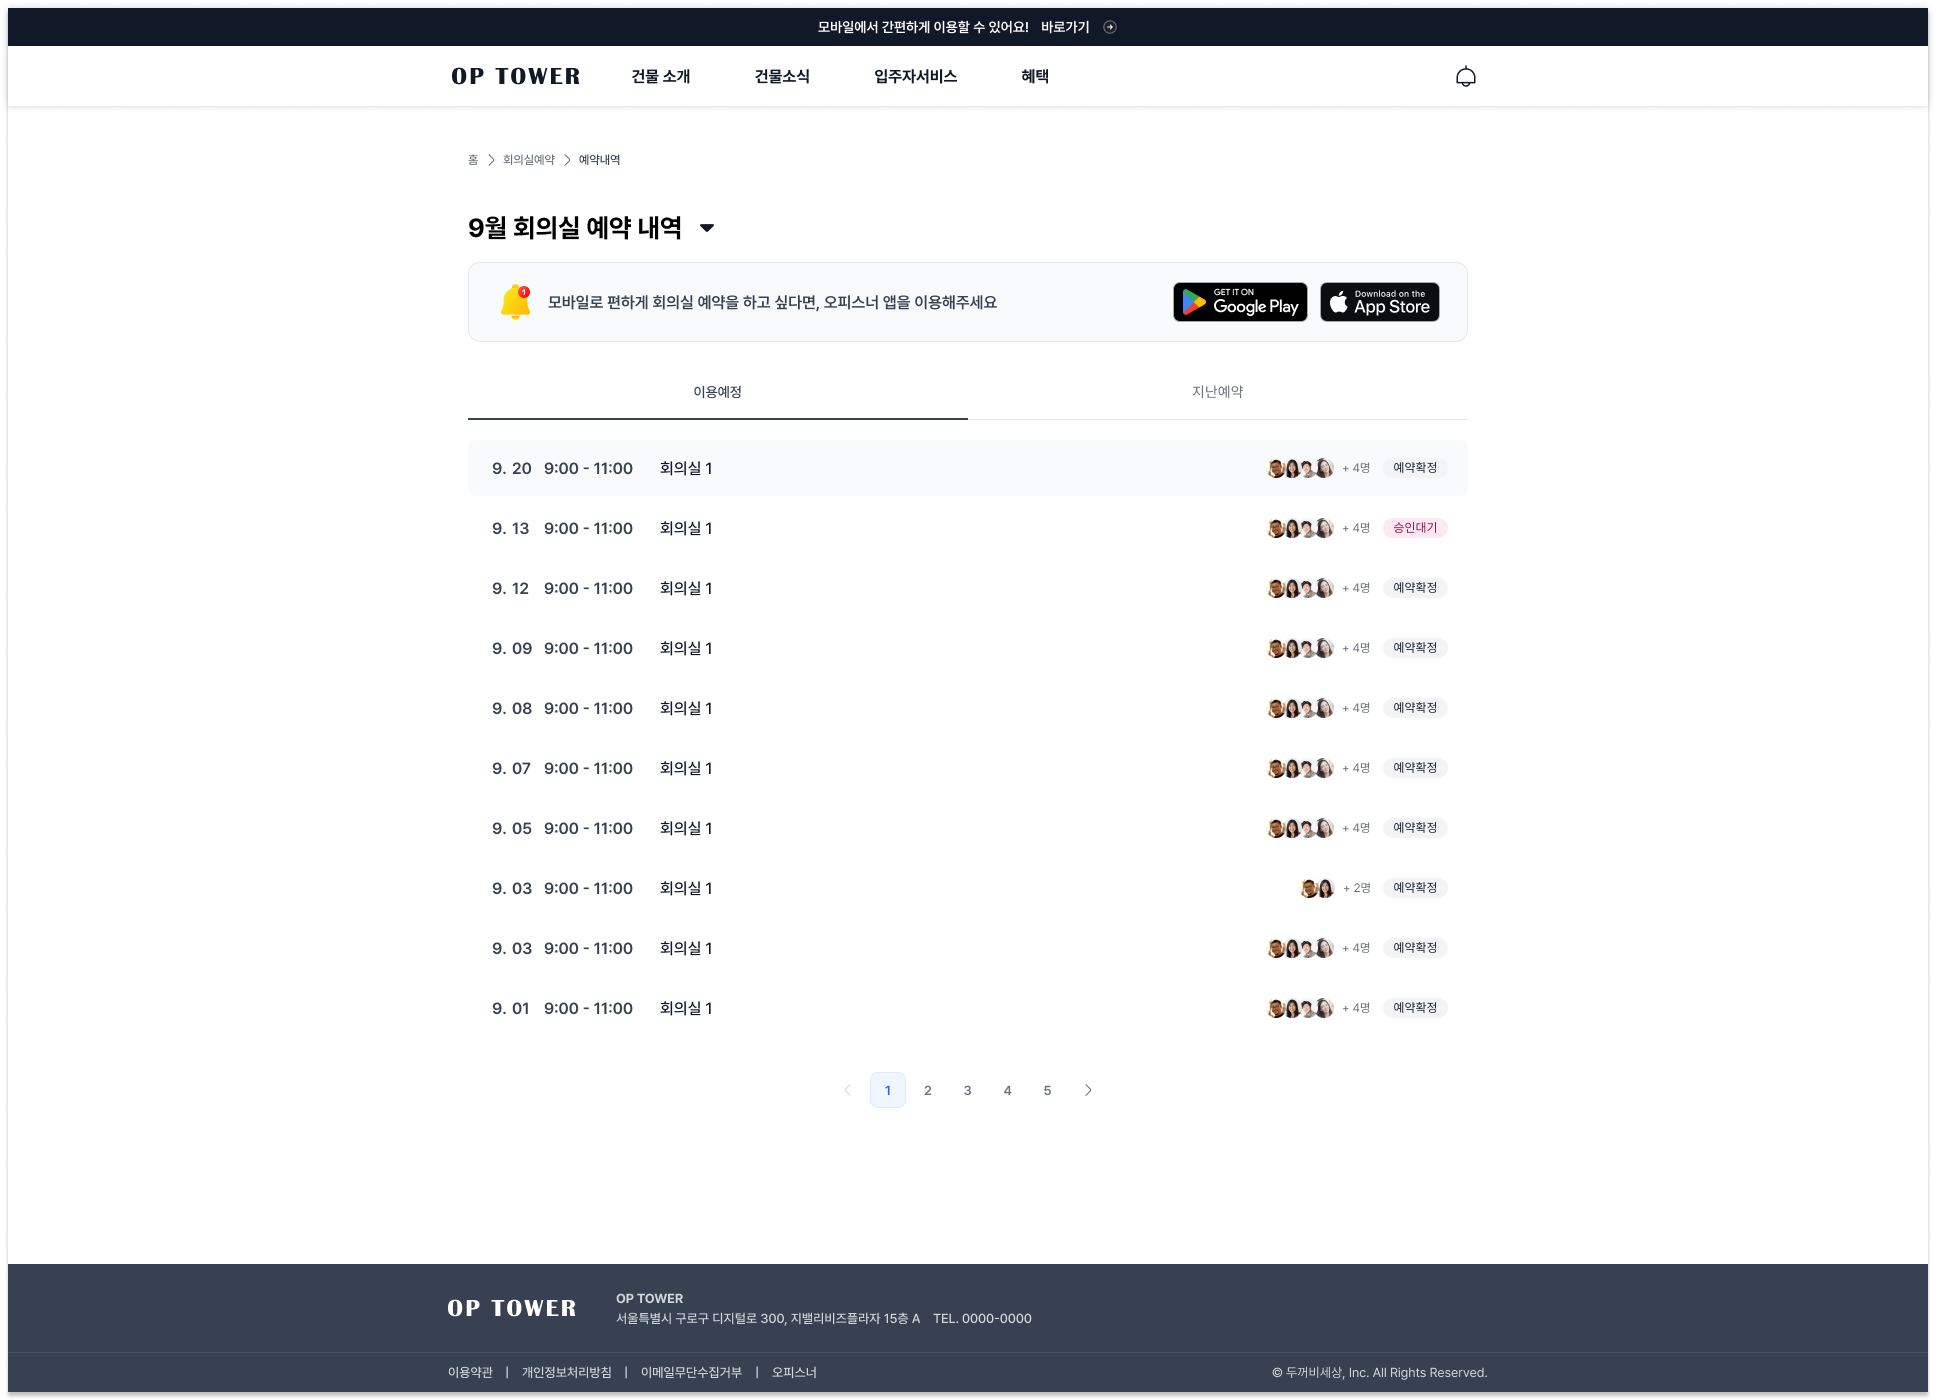 모바일에서 간편하게 이용할 수 있어요! 바로가기
OP TOWER 건물 소개 건물소식 입주자서비스 혜택
홈 회의실예약 예약내역
9월 회의실 예약 내역
1
모바일로 편하게 회의실 예약을 하고 싶다면, 오피스너 앱을 이용해주세요
GET IT ON
Google Play
Download on the
App Store
이용예정 지난예약
9. 20 9:00 - 11:00 회의실 1 + 4명 예약확정
9. 13 9:00 - 11:00 회의실 1 + 4명 승인대기
9. 12 9:00 - 11:00 회의실 1 + 4명 예약확정
9. 09 9:00 - 11:00 회의실 1 + 4명 예약확정
9. 08 9:00 - 11:00 회의실 1 + 4명 예약확정
9. 07 9:00 - 11:00 회의실 1 + 4명 예약확정
9. 05 9:00 - 11:00 회의실 1 + 4명 예약확정
9. 03 9:00 - 11:00 회의실 1 + 2명 예약확정
9. 03 9:00 - 11:00 회의실 1 + 4명 예약확정
9. 01 9:00 - 11:00 회의실 1 + 4명 예약확정
1 2 3 4 5
OP TOWER
OP TOWER
서울특별시 구로구 디지털로 300, 지밸리비즈플라자 15층 A TEL. 0000-0000
이용약관 | 개인정보처리방침 | 이메일무단수집거부 | 오피스너
© 두꺼비세상, Inc. All Rights Reserved.